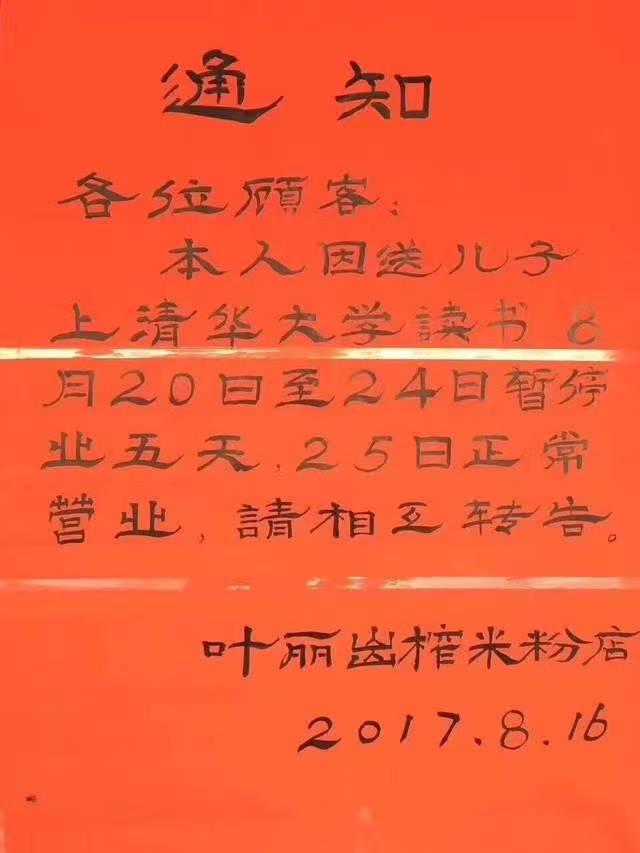 通知
各位顾客:
本人因送儿子
上清华大学读书8
月20日至24日暂停
业五天,25日正常
营业,請相互转告。
叶丽出榨米粉店
2017.8.16